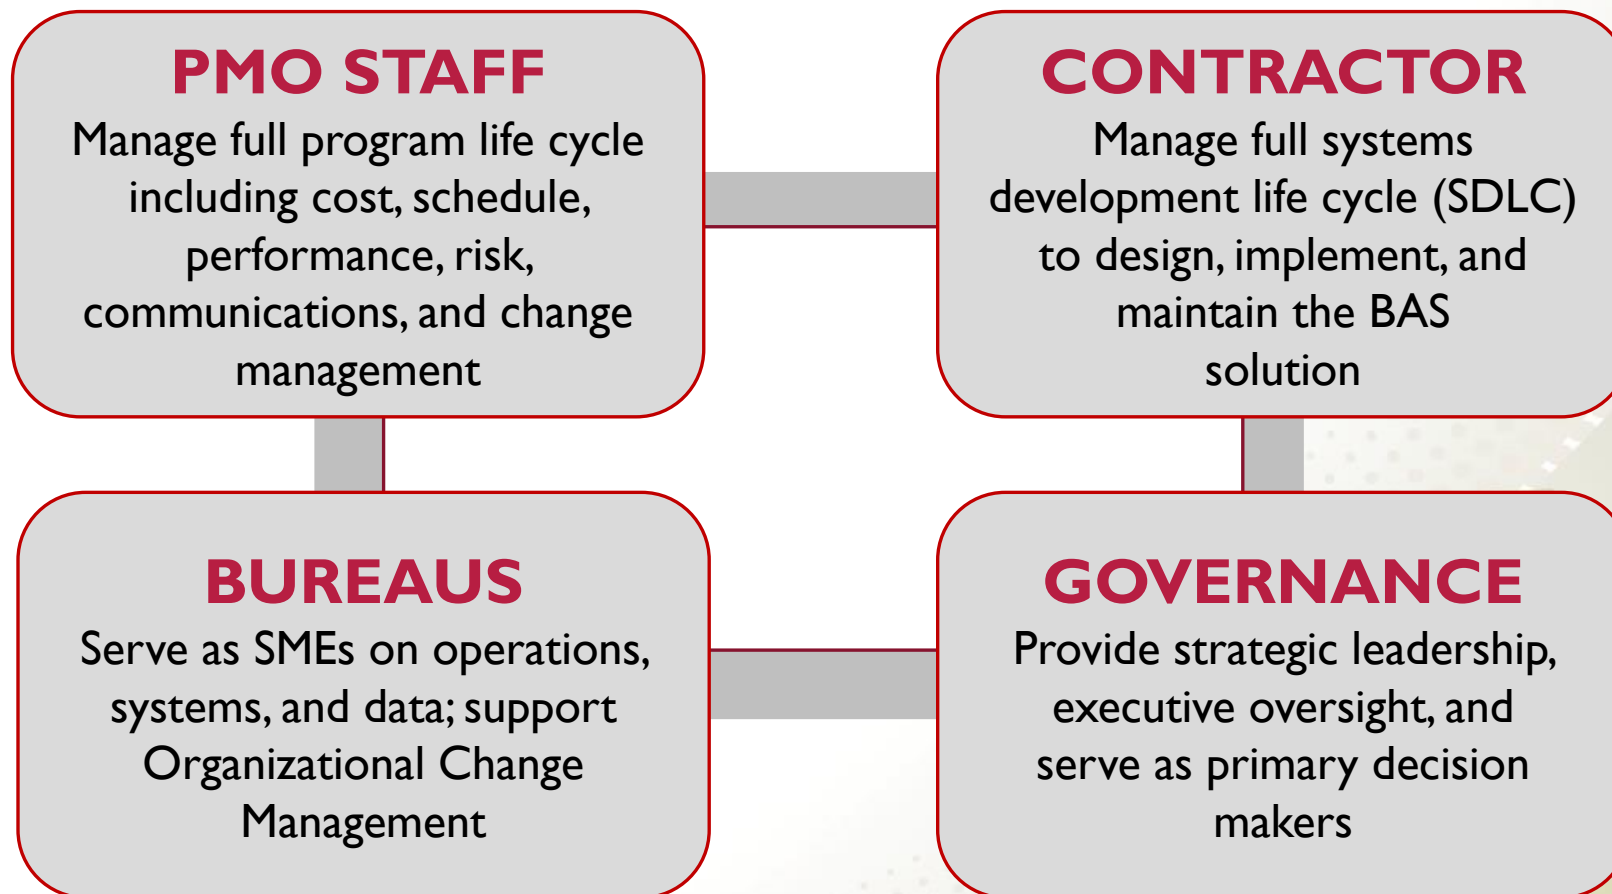 PMO STAFF
Manage full program life cycle
including cost, schedule,
performance, risk,
communications, and change
management
CONTRACTOR
Manage full systems
development life cycle (SDLC)
to design, implement, and
maintain the BAS
solution
BUREAUS
Serve as SMEs on operations,
systems, and data; support
Organizational Change
Management
GOVERNANCE
Provide strategic leadership,
executive oversight, and
serve as primary decision
makers